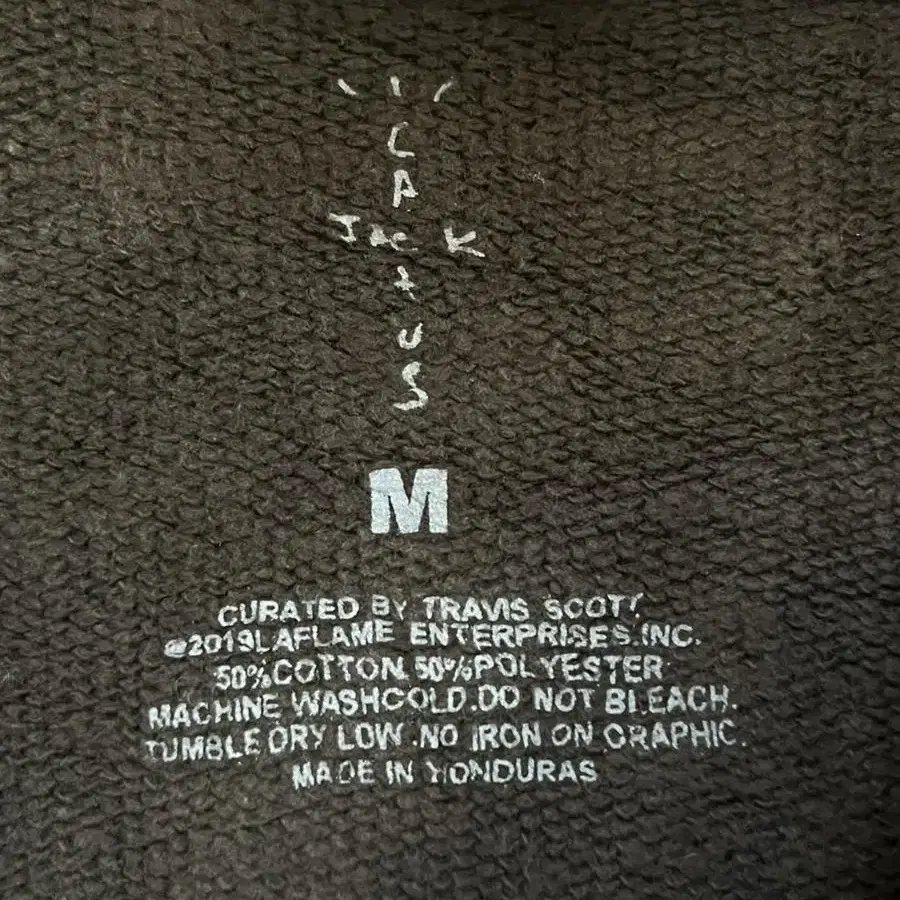 CACTUS
JACK
M
CURATED BY TRAVIS SCOTT
©2019LAFLAME ENTERPRISES.INC.
50%COTTON.50%POLYESTER
MACHINE WASHCOLD.DO NOT BLEACH.
TUMBLE DRY LOW.NO IRON ON GRAPHIC.
MADE IN HONDURAS